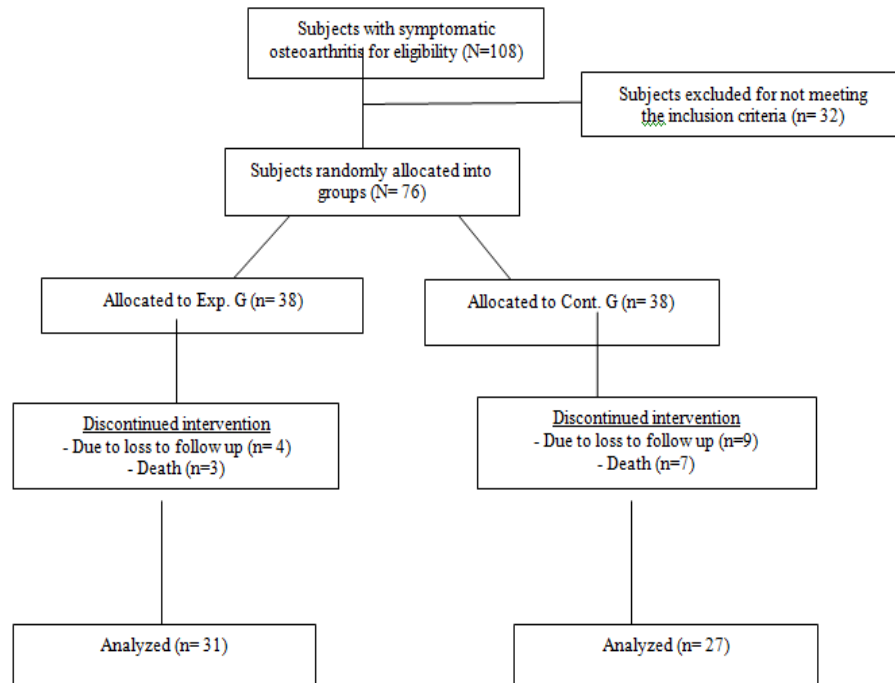 Subjects with symptomatic
osteoarthritis for eligibility (N=108)
Subjects excluded for not meeting
the inclusion criteria (n= 32)
Subjects randomly allocated into
groups (N= 76)
Allocated to Exp. G (n= 38)
Allocated to Cont. G (n= 38)
Discontinued intervention
- Due to loss to follow up (n= 4)
- Death (n=3)
Discontinued intervention
- Due to loss to follow up (n=9)
- Death (n=7)
Analyzed (n= 31)
Analyzed (n= 27)